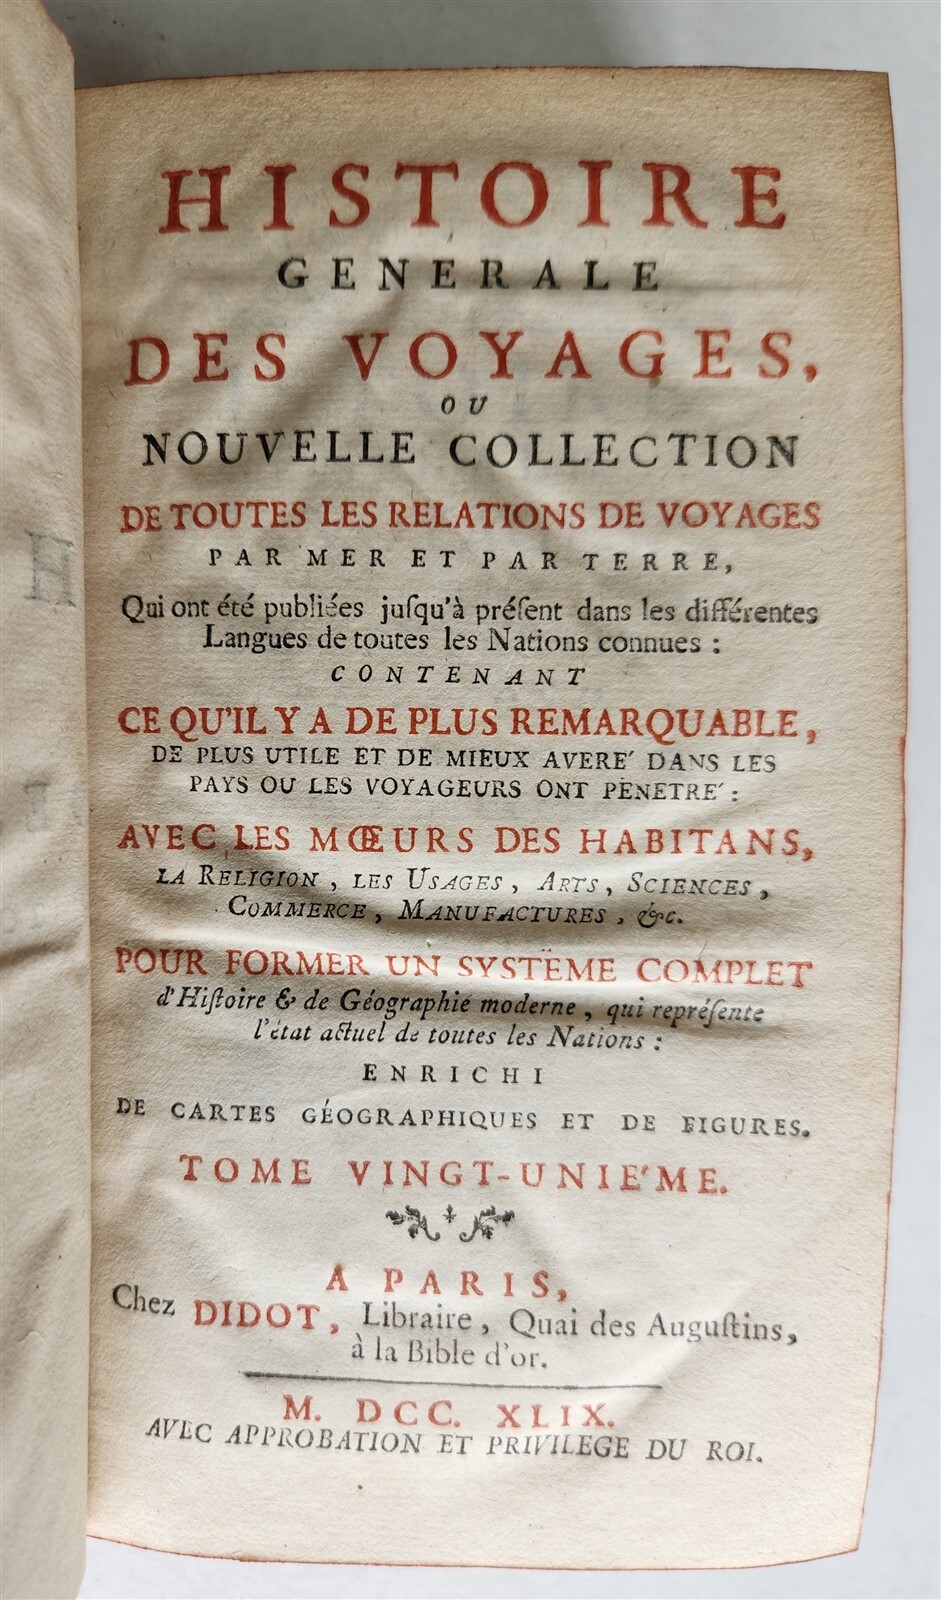 HISTOIRE
GENERALE
DES VOYAGES,
OU
NOUVELLE COLLECTION
DE TOUTES LES RELATIONS DE VOYAGES
PAR MER ET PAR TERRE,
Qui ont été publiées juſqu'à préſent dans les différentes
Langues de toutes les Nations connues :
CONTENANT
CE QU'IL Y A DE PLUS REMARQUABLE,
DE PLUS UTILE ET DE MIEUX AVERE´ DANS LES
PAYS OU LES VOYAGEURS ONT PENETRE´ :
AVEC LES MŒURS DES HABITANS,
LA RELIGION, LES USAGES, ARTS, SCIENCES,
COMMERCE, MANUFACTURES, &c.
POUR FORMER UN SYSTËME COMPLET
d'Hiſtoire & de Géographie moderne, qui repréſente
l'état actuel de toutes les Nations :
ENRICHI
DE CARTES GÉOGRAPHIQUES ET DE FIGURES.
TOME VINGT-UNIE´ME.
A PARIS,
Chez DIDOT, Libraire, Quai des Auguſtins,
à la Bible d'or.
M. DCC. XLIX.
AVEC APPROBATION ET PRIVILEGE DU ROI.